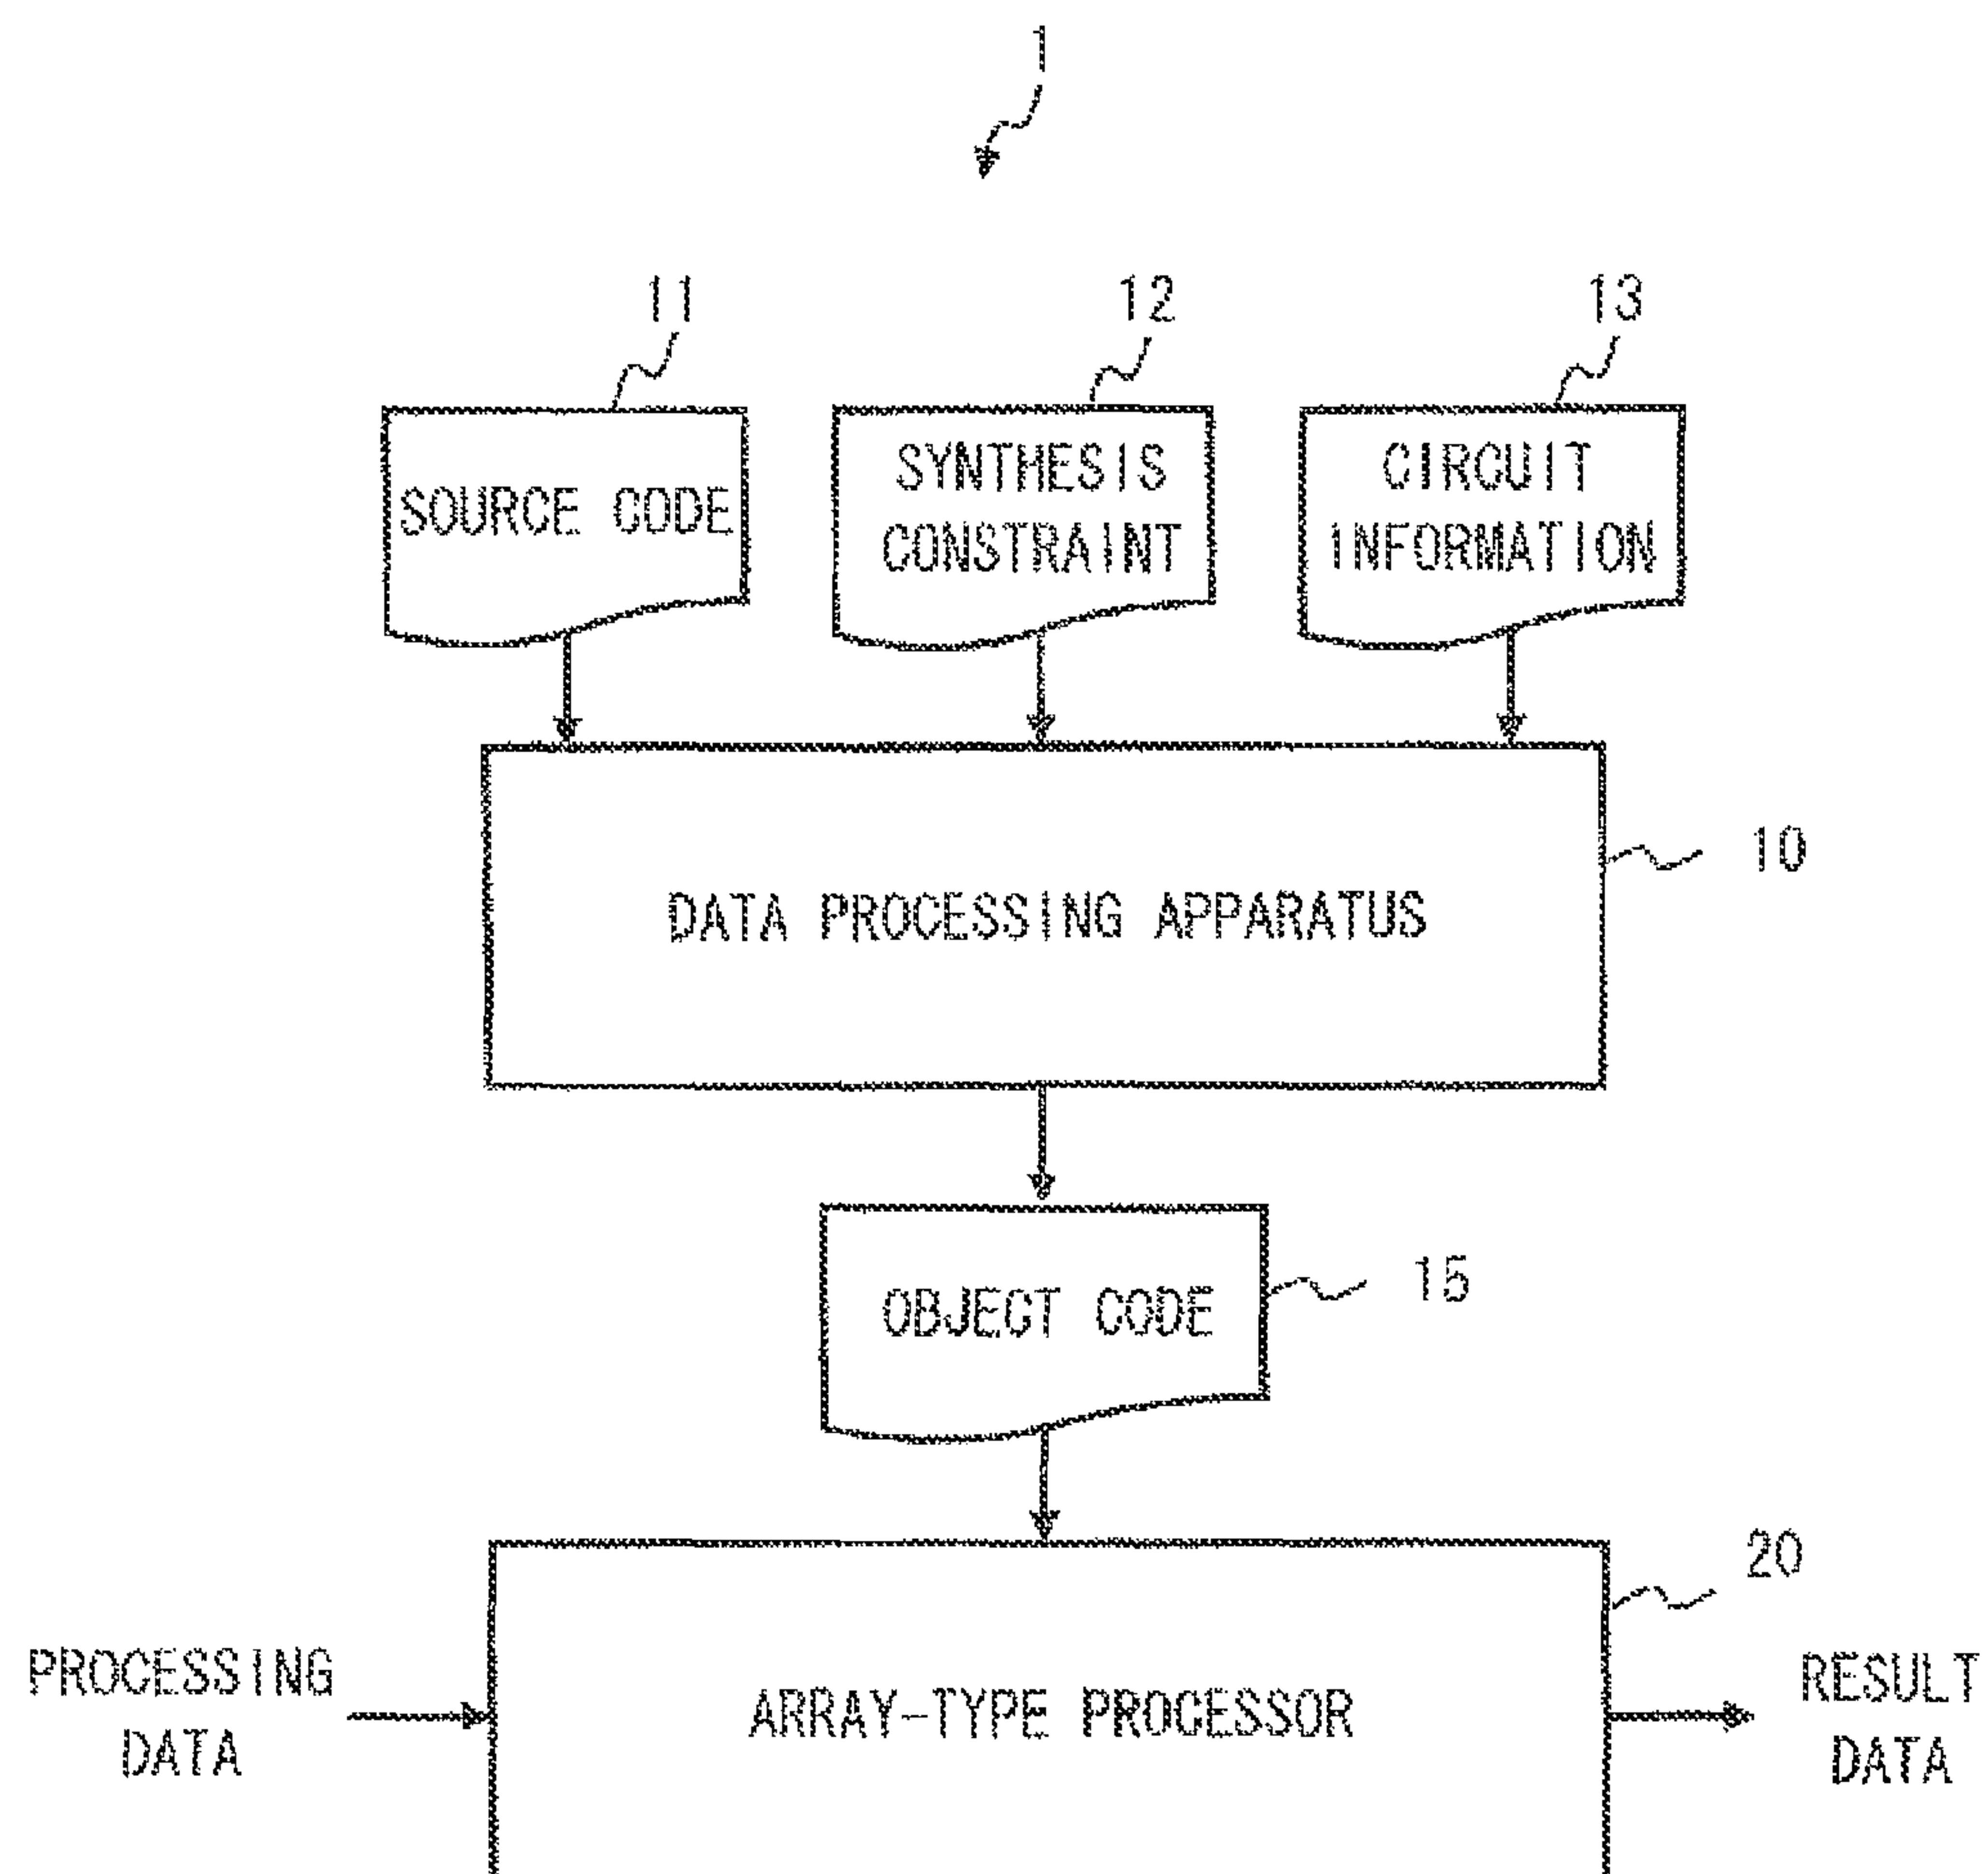 1
11
12
13
SOURCE CODE
SYNTHESIS
CONSTRAINT
CIRCUIT
INFORMATION
10
DATA PROCESSING APPARATUS
15
OBJECT CODE
20
PROCESSING
DATA
ARRAY-TYPE PROCESSOR
RESULT
DATA